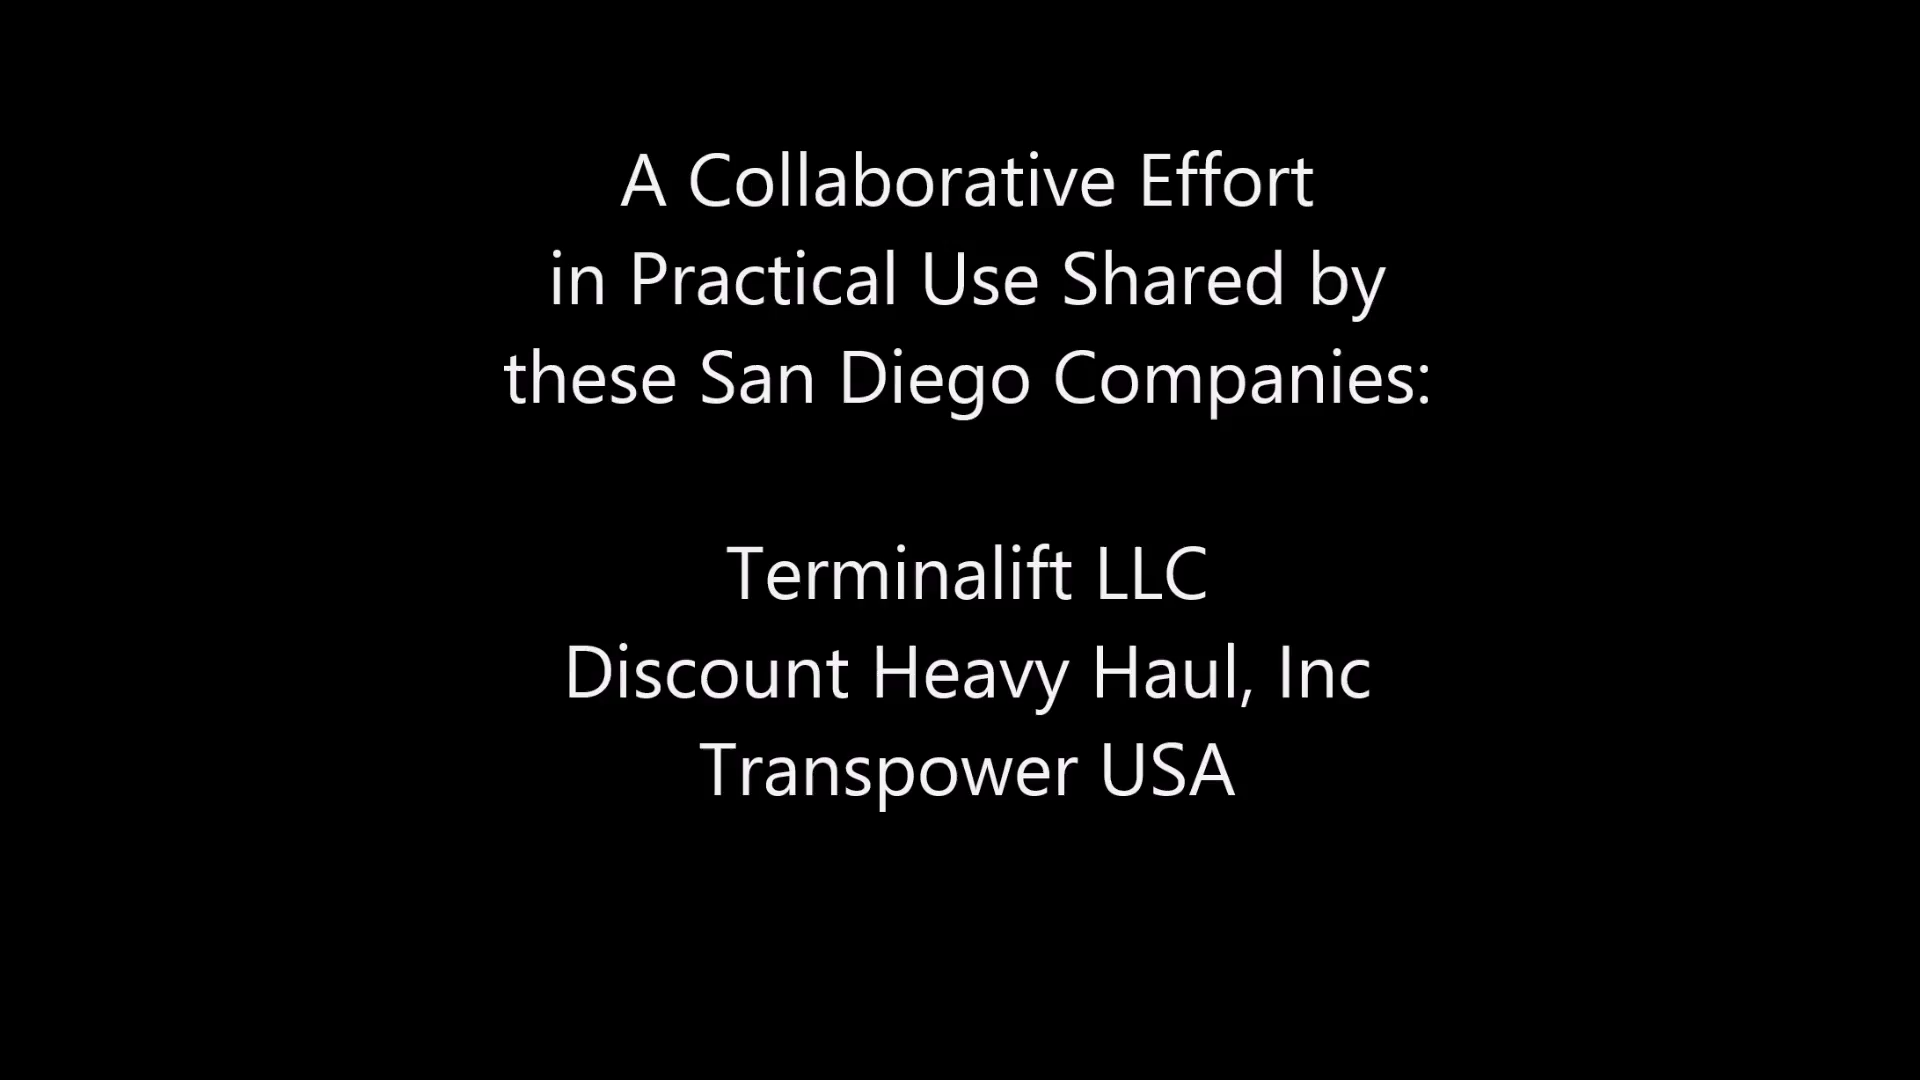 A Collaborative Effort
in Practical Use Shared by
these San Diego Companies:
Terminalift LLC
Discount Heavy Haul, Inc
Transpower USA